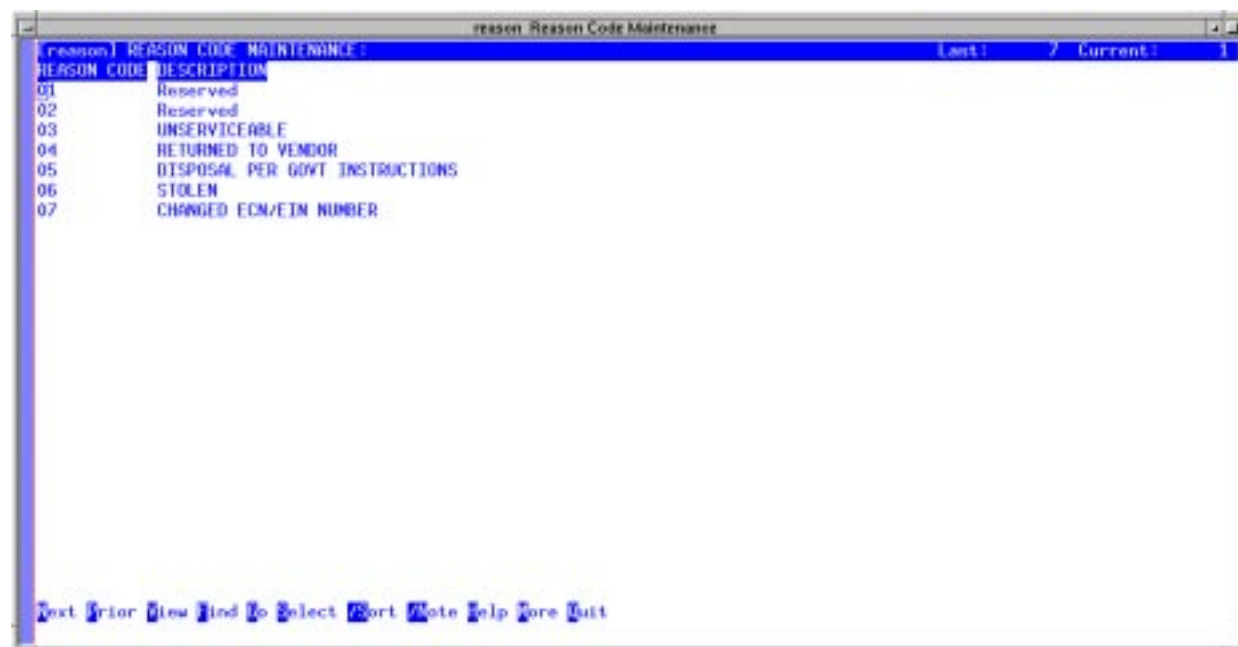 reason Reason Code Maintenance
[reason] REASON CODE MAINTENANCE: Last: 7 Current: 1
REASON CODE DESCRIPTION
01 Reserved
02 Reserved
03 UNSERVICEABLE
04 RETURNED TO VENDOR
05 DISPOSAL PER GOVT INSTRUCTIONS
06 STOLEN
07 CHANGED ECN/EIN NUMBER
Next Prior View Find Do Select /Sort /Note Help More Quit